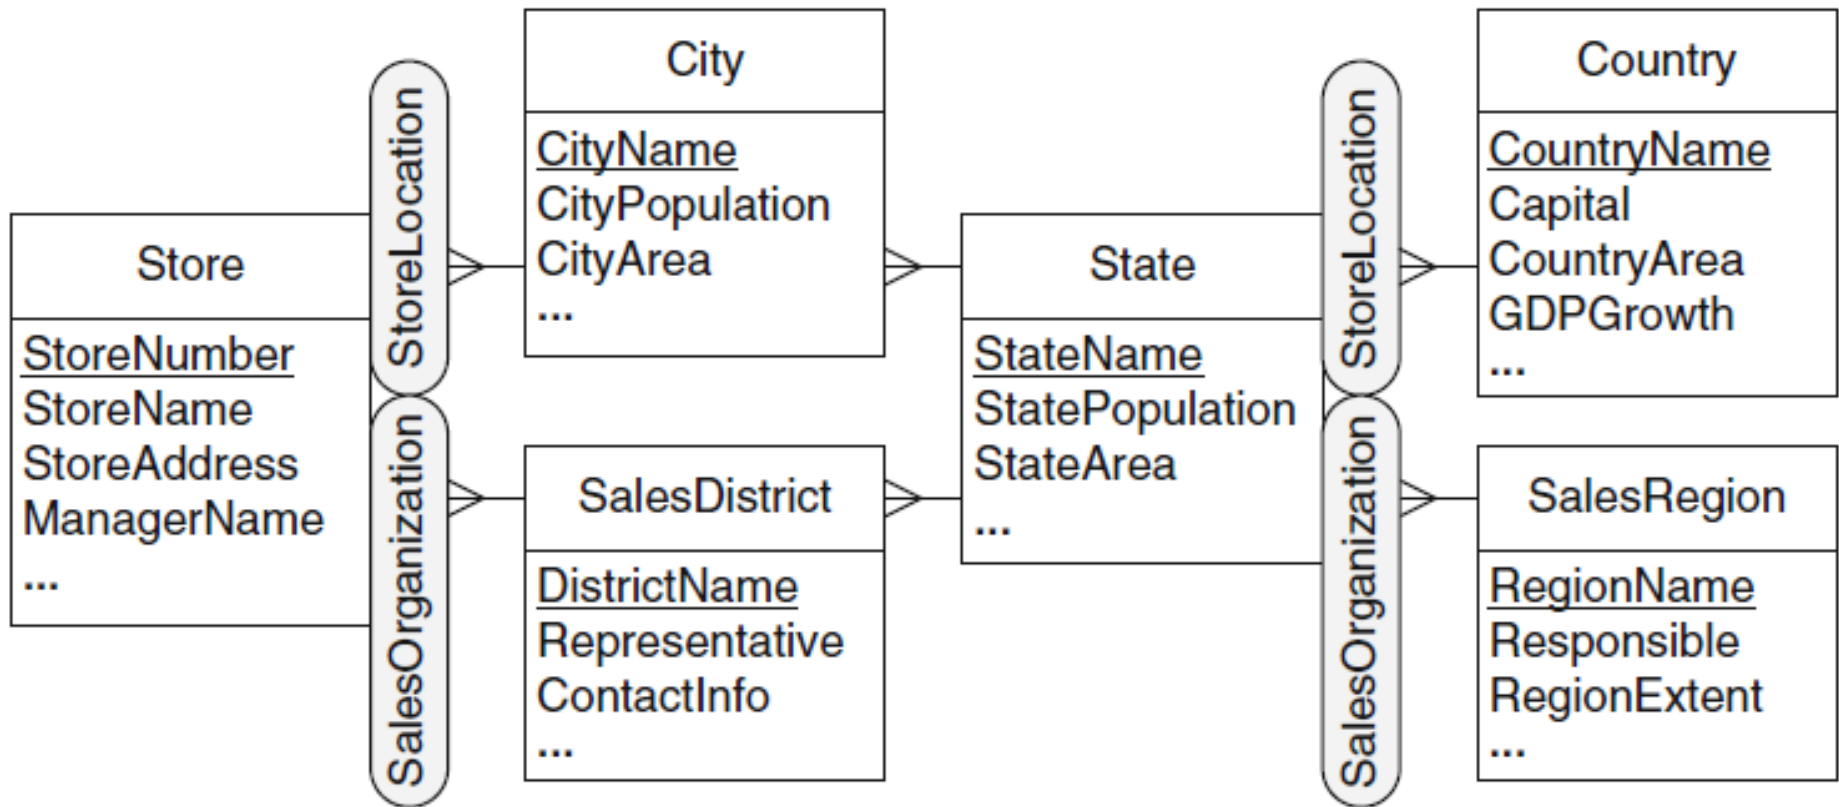 Store
StoreNumber
StoreName
StoreAddress
ManagerName
...
StoreLocation
SalesOrganization
City
CityName
CityPopulation
CityArea
...
SalesDistrict
DistrictName
Representative
ContactInfo
...
State
StateName
StatePopulation
StateArea
...
StoreLocation
SalesOrganization
Country
CountryName
Capital
CountryArea
GDPGrowth
...
SalesRegion
RegionName
Responsible
RegionExtent
...